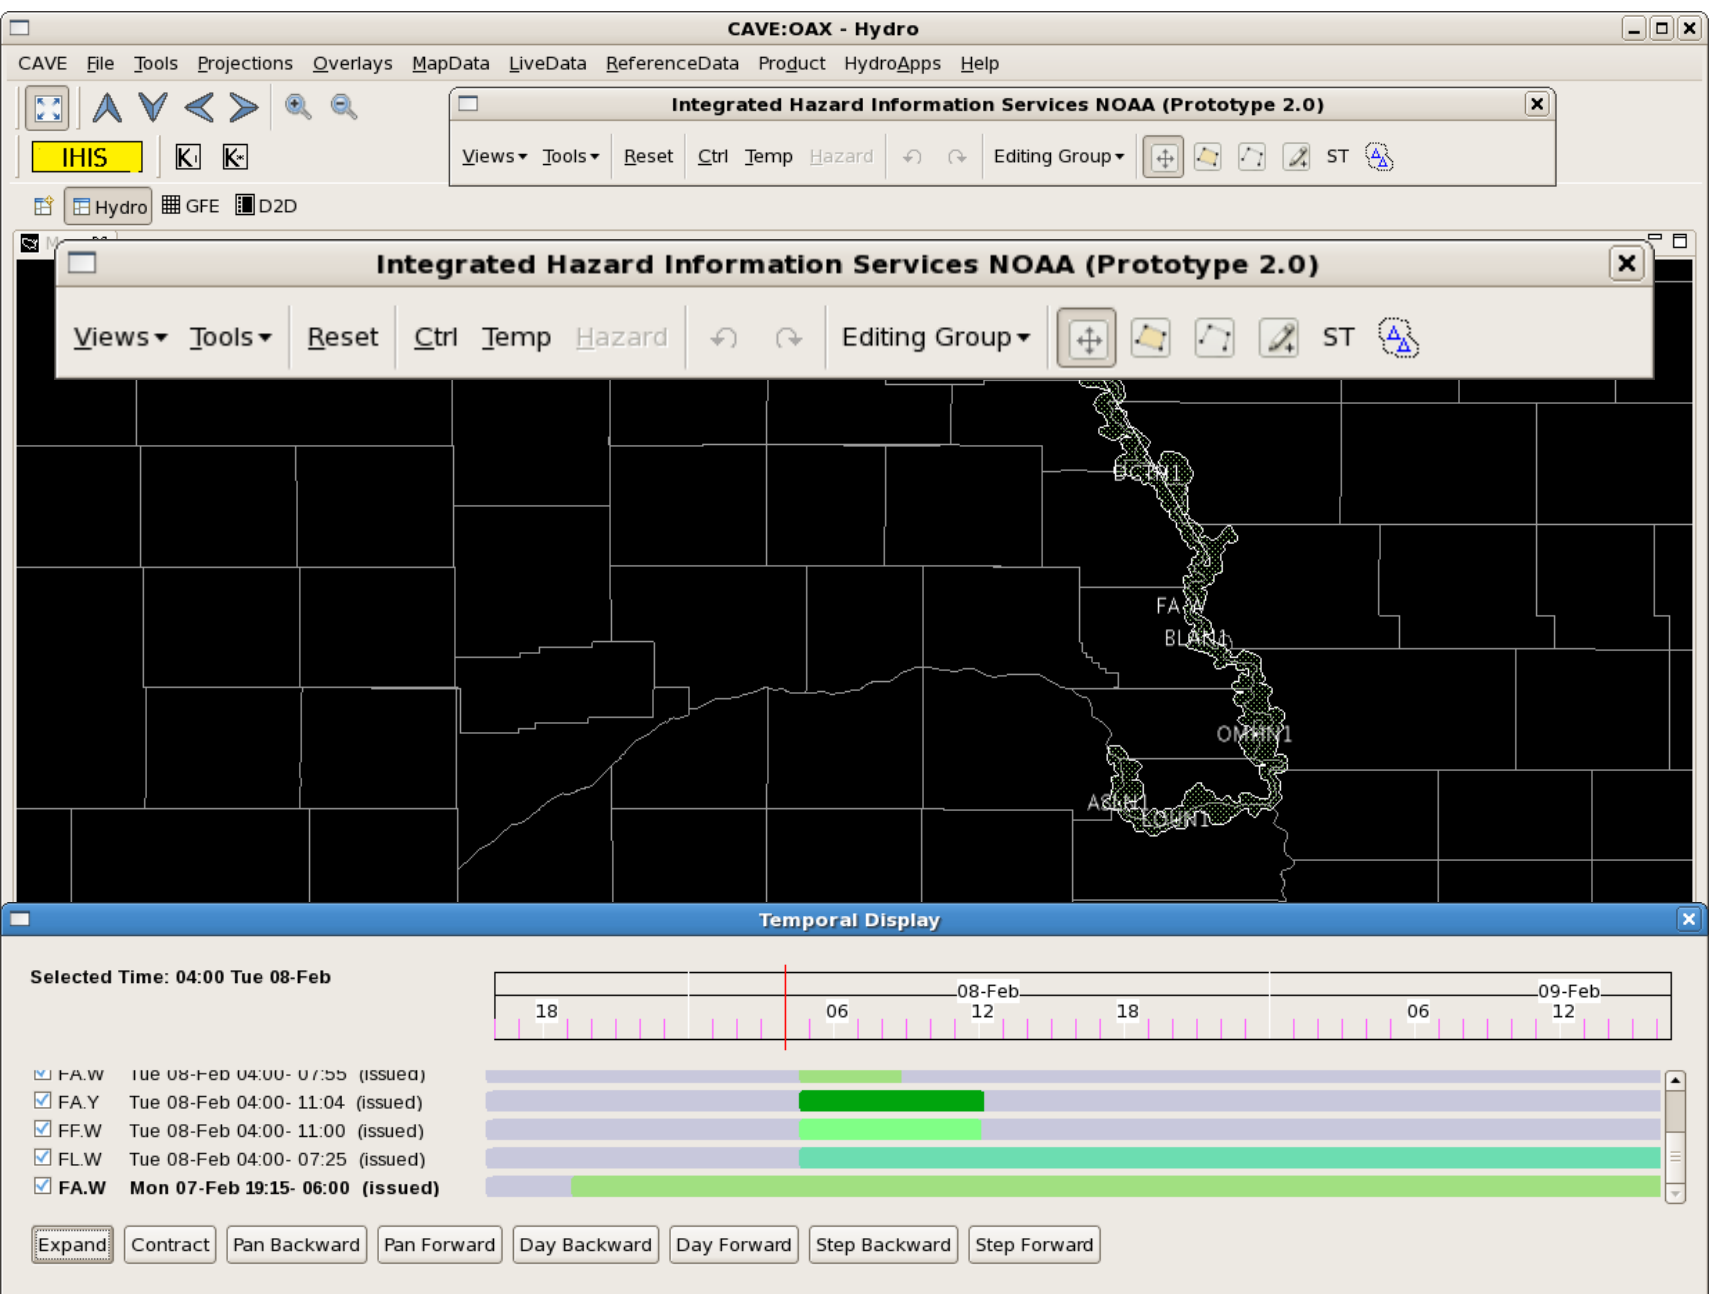 CAVE:OAX - Hydro
CAVE File Tools Projections Overlays MapData LiveData ReferenceData Product HydroApps Help
Integrated Hazard Information Services NOAA (Prototype 2.0)
IHIS
Views Tools Reset Ctrl Temp Hazard Editing Group ST
Hydro GFE D2D
Integrated Hazard Information Services NOAA (Prototype 2.0)
Views Tools Reset Ctrl Temp Hazard Editing Group ST
FA.W
BLAN1
OMHN1
LOUN1
Temporal Display
Selected Time: 04:00 Tue 08-Feb
08-Feb 09-Feb
18 06 12 18 06 12
FA.W Tue 08-Feb 04:00- 07:55 (issued)
FA.Y Tue 08-Feb 04:00- 11:04 (issued)
FF.W Tue 08-Feb 04:00- 11:00 (issued)
FL.W Tue 08-Feb 04:00- 07:25 (issued)
FA.W Mon 07-Feb 19:15- 06:00 (issued)
Expand Contract Pan Backward Pan Forward Day Backward Day Forward Step Backward Step Forward